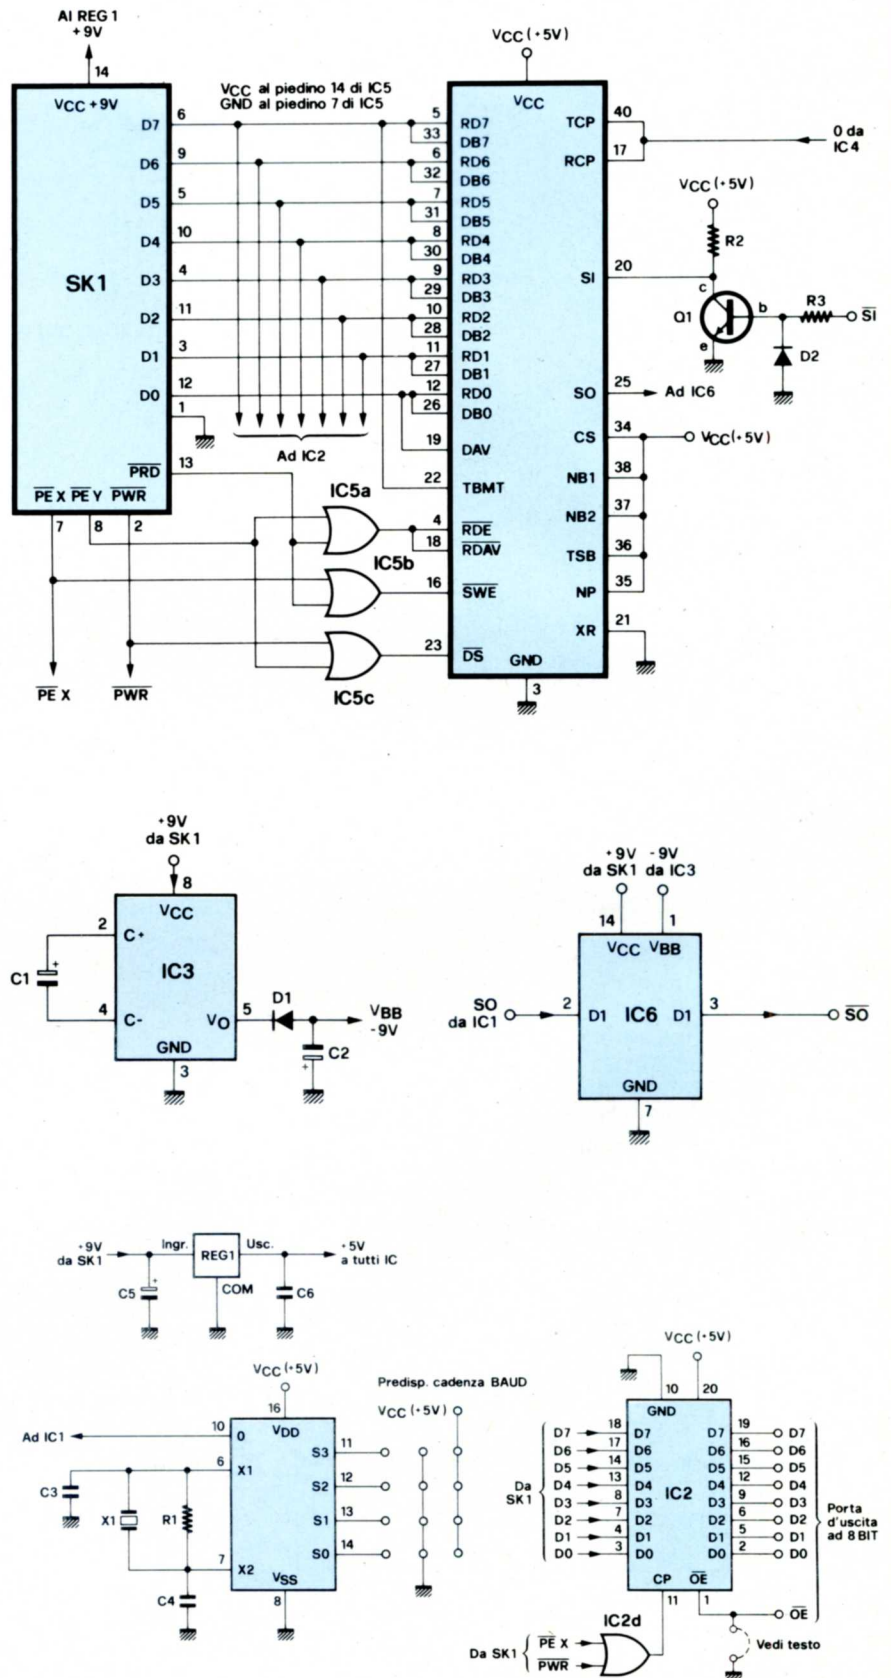 Al REG 1
+9V
14
VCC +9V
SK1
D7
6
D6
9
D5
5
D4
10
D3
4
D2
11
D1
3
D0
12
1
PRD
13
PE X
PE Y
PWR
7
8
2
PE X
PWR
VCC al piedino 14 di IC5
GND al piedino 7 di IC5
Ad IC2
IC5a
IC5b
IC5c
VCC (+5V)
VCC
5
RD7
33
DB7
6
RD6
32
DB6
7
RD5
31
DB5
8
RD4
30
DB4
9
RD3
29
DB3
10
RD2
28
DB2
11
RD1
27
DB1
12
RD0
26
DB0
19
DAV
22
TBMT
4
RDE
18
RDAV
16
SWE
23
DS
GND
3
TCP
40
RCP
17
0 da
IC4
SI
20
VCC (+5V)
R2
c
Q1
b
e
R3
SI
D2
SO
25
Ad IC6
CS
34
VCC (+5V)
NB1
38
NB2
37
TSB
36
NP
35
XR
21
+9V
da SK1
8
VCC
2
C+
C1
+
IC3
4
C-
VO
5
GND
3
D1
VBB
-9V
C2
+
+9V
da SK1
-9V
da IC3
14
1
VCC
VBB
SO
da IC1
2
D1
IC6
D1
3
SO
GND
7
+9V
da SK1
Ingr.
REG1
Usc.
+5V
a tutti IC
C5
+
COM
C6
VCC (+5V)
16
VDD
Ad IC1
10
0
6
X1
C3
X1
R1
7
X2
C4
VSS
8
S3
11
S2
12
S1
13
S0
14
Predisp. cadenza BAUD
VCC (+5V)
VCC (+5V)
10
20
GND
Da
SK1
D7
18
D7
D7
19
D7
D6
17
D6
D6
16
D6
D5
14
D5
D5
15
D5
D4
13
D4
D4
12
D4
D3
8
D3
D3
9
D3
D2
7
D2
D2
6
D2
D1
4
D1
D1
5
D1
D0
3
D0
D0
2
D0
IC2
CP
OE
11
1
Porta
d'uscita
ad 8 BIT
OE
Vedi testo
IC2d
Da SK1
PE X
PWR